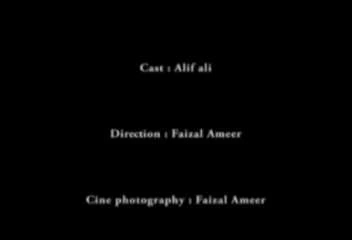 Cast : Alif ali
Direction : Faizal Ameer
Cine photography : Faizal Ameer